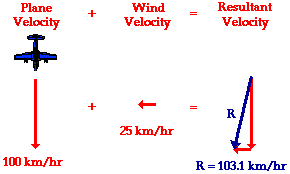 Plane + Wind = Resultant
Velocity Velocity Velocity
+ = R
25 km/hr
100 km/hr R = 103.1 km/hr